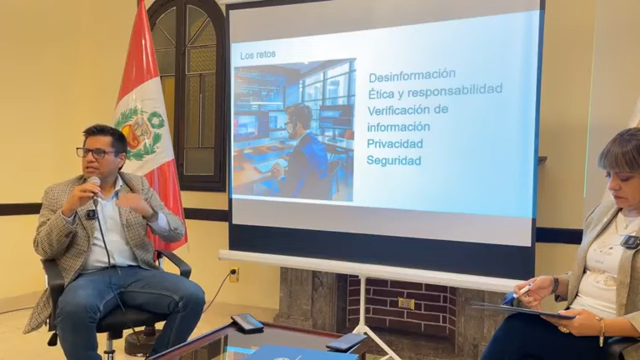 Los retos
Desinformación
Ética y responsabilidad
Verificación de
información
Privacidad
Seguridad